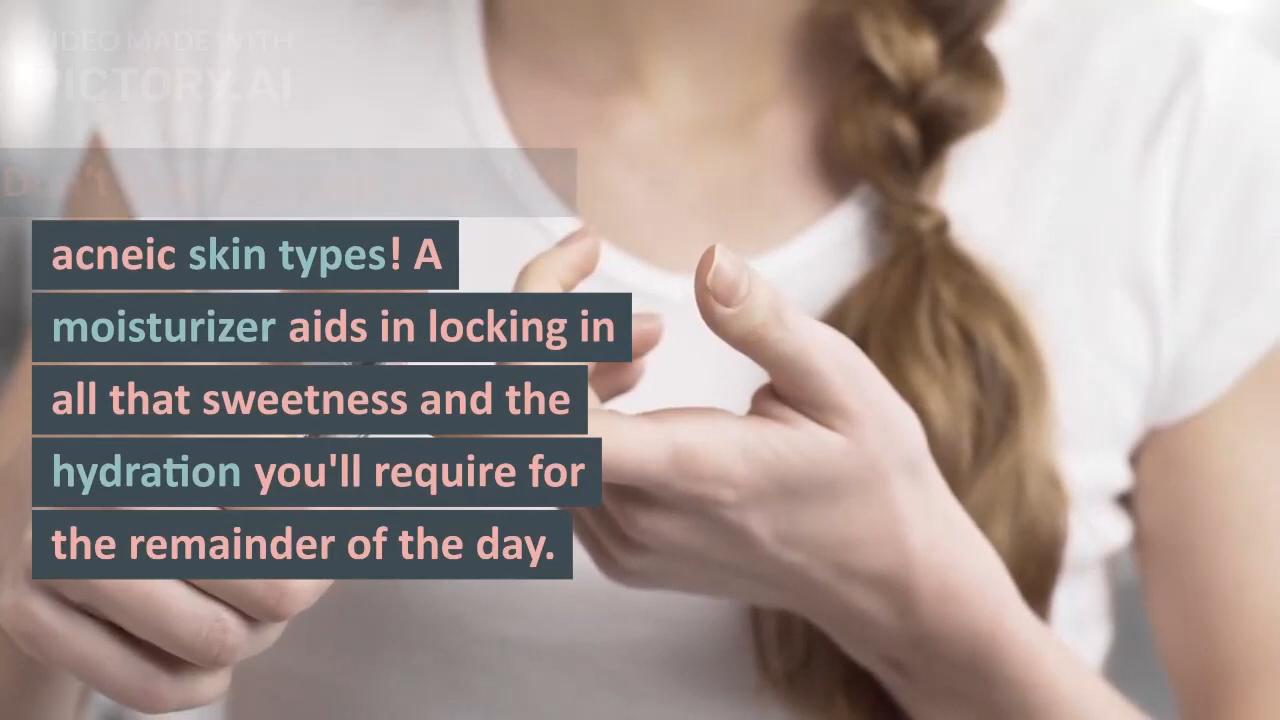 VIDEO MADE WITH
PICTORY.AI
acneic skin types! A
moisturizer aids in locking in
all that sweetness and the
hydration you'll require for
the remainder of the day.